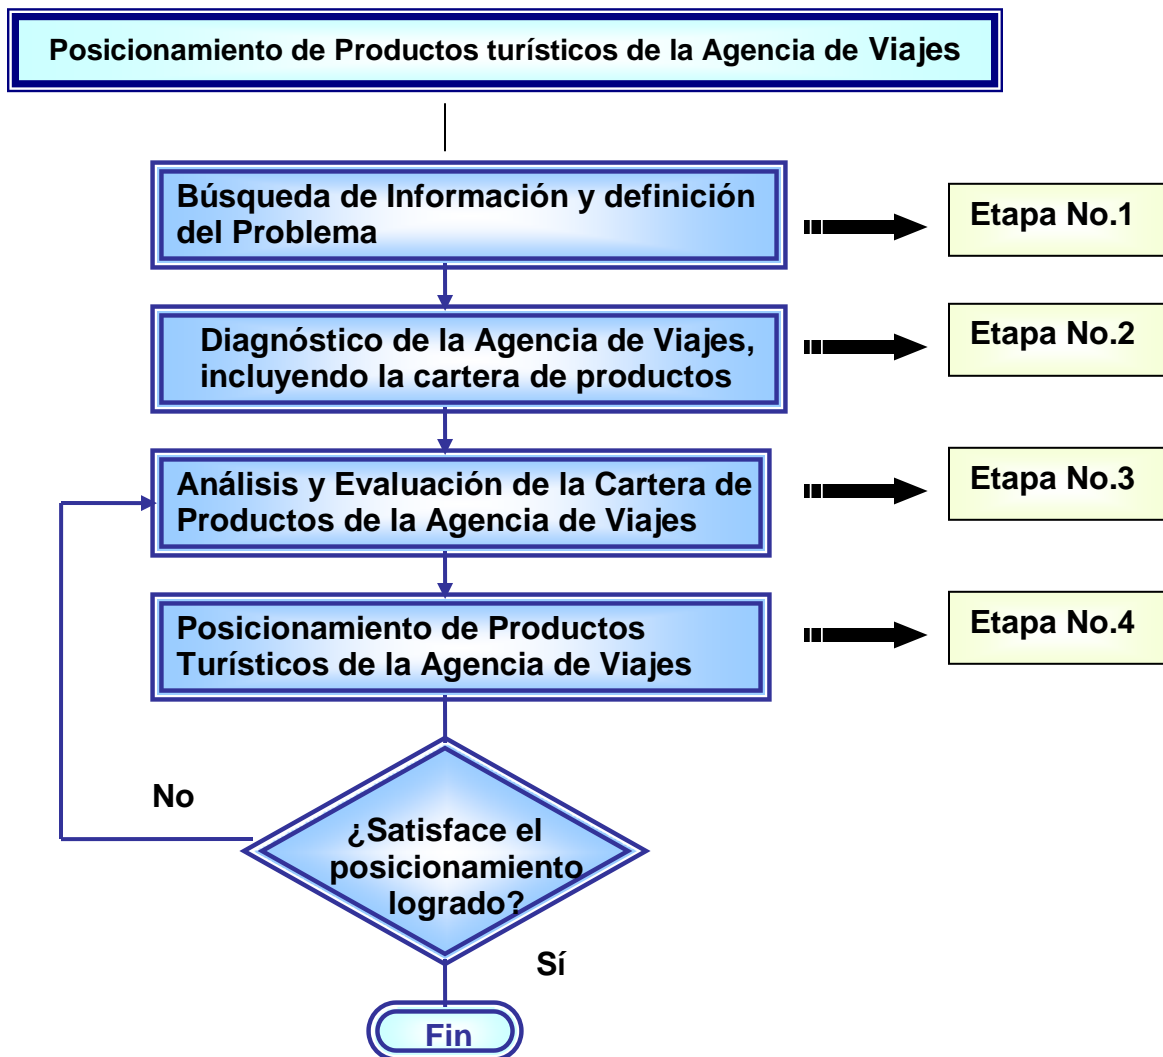 Posicionamiento de Productos turísticos de la Agencia de Viajes
Búsqueda de Información y definición
del Problema
Etapa No.1
Diagnóstico de la Agencia de Viajes,
incluyendo la cartera de productos
Etapa No.2
Análisis y Evaluación de la Cartera de
Productos de la Agencia de Viajes
Etapa No.3
Posicionamiento de Productos
Turísticos de la Agencia de Viajes
Etapa No.4
No
¿Satisface el
posicionamiento
logrado?
Sí
Fin